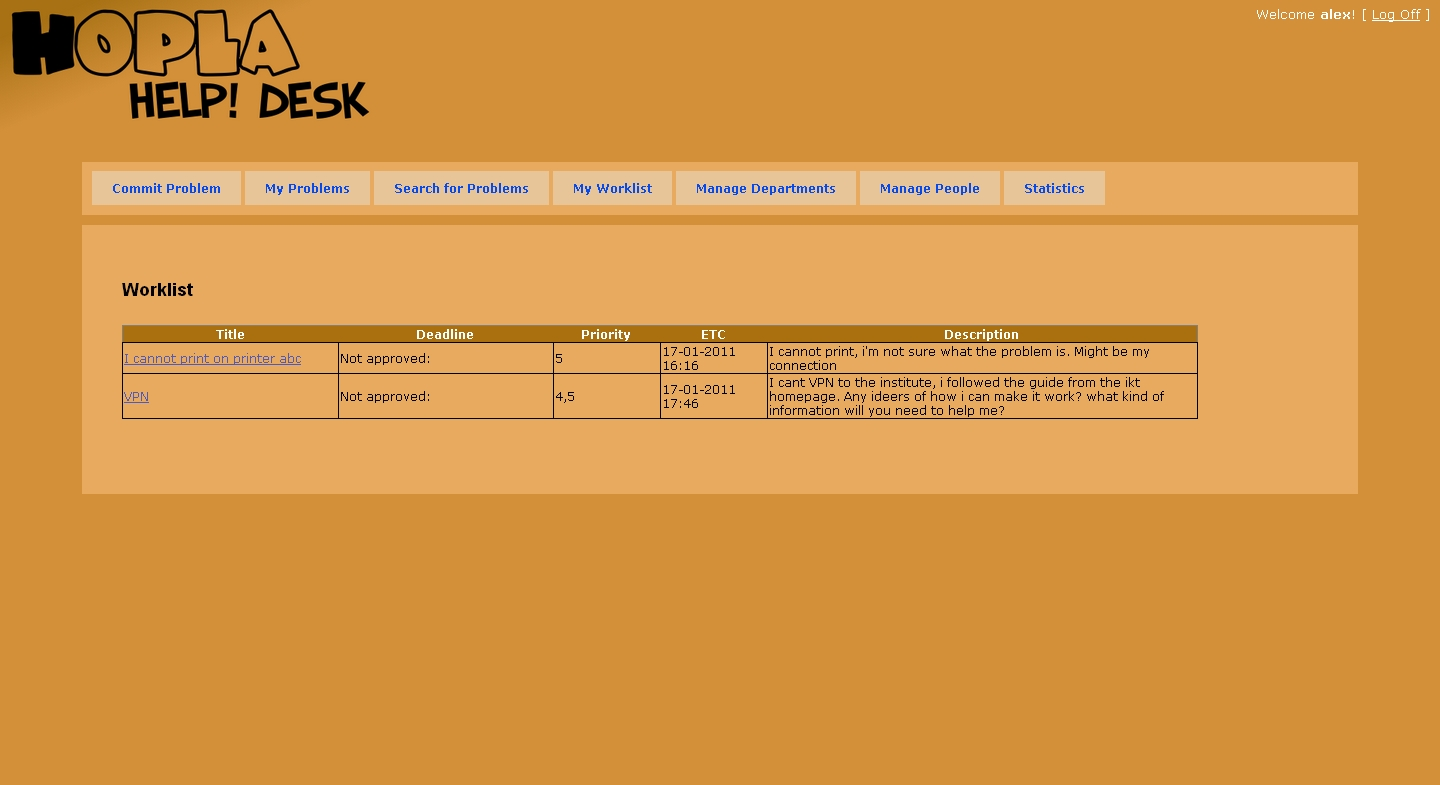 HOPLA
HELP! DESK
Welcome alex! [ Log Off ]
Commit Problem My Problems Search for Problems My Worklist Manage Departments Manage People Statistics
Worklist
Title Deadline Priority ETC Description
I cannot print on printer abc Not approved: 5 17-01-2011 16:16 I cannot print, i'm not sure what the problem is. Might be my
connection
VPN Not approved: 4,5 17-01-2011 17:46 I cant VPN to the institute, i followed the guide from the ikt
homepage. Any ideers of how i can make it work? what kind of
information will you need to help me?